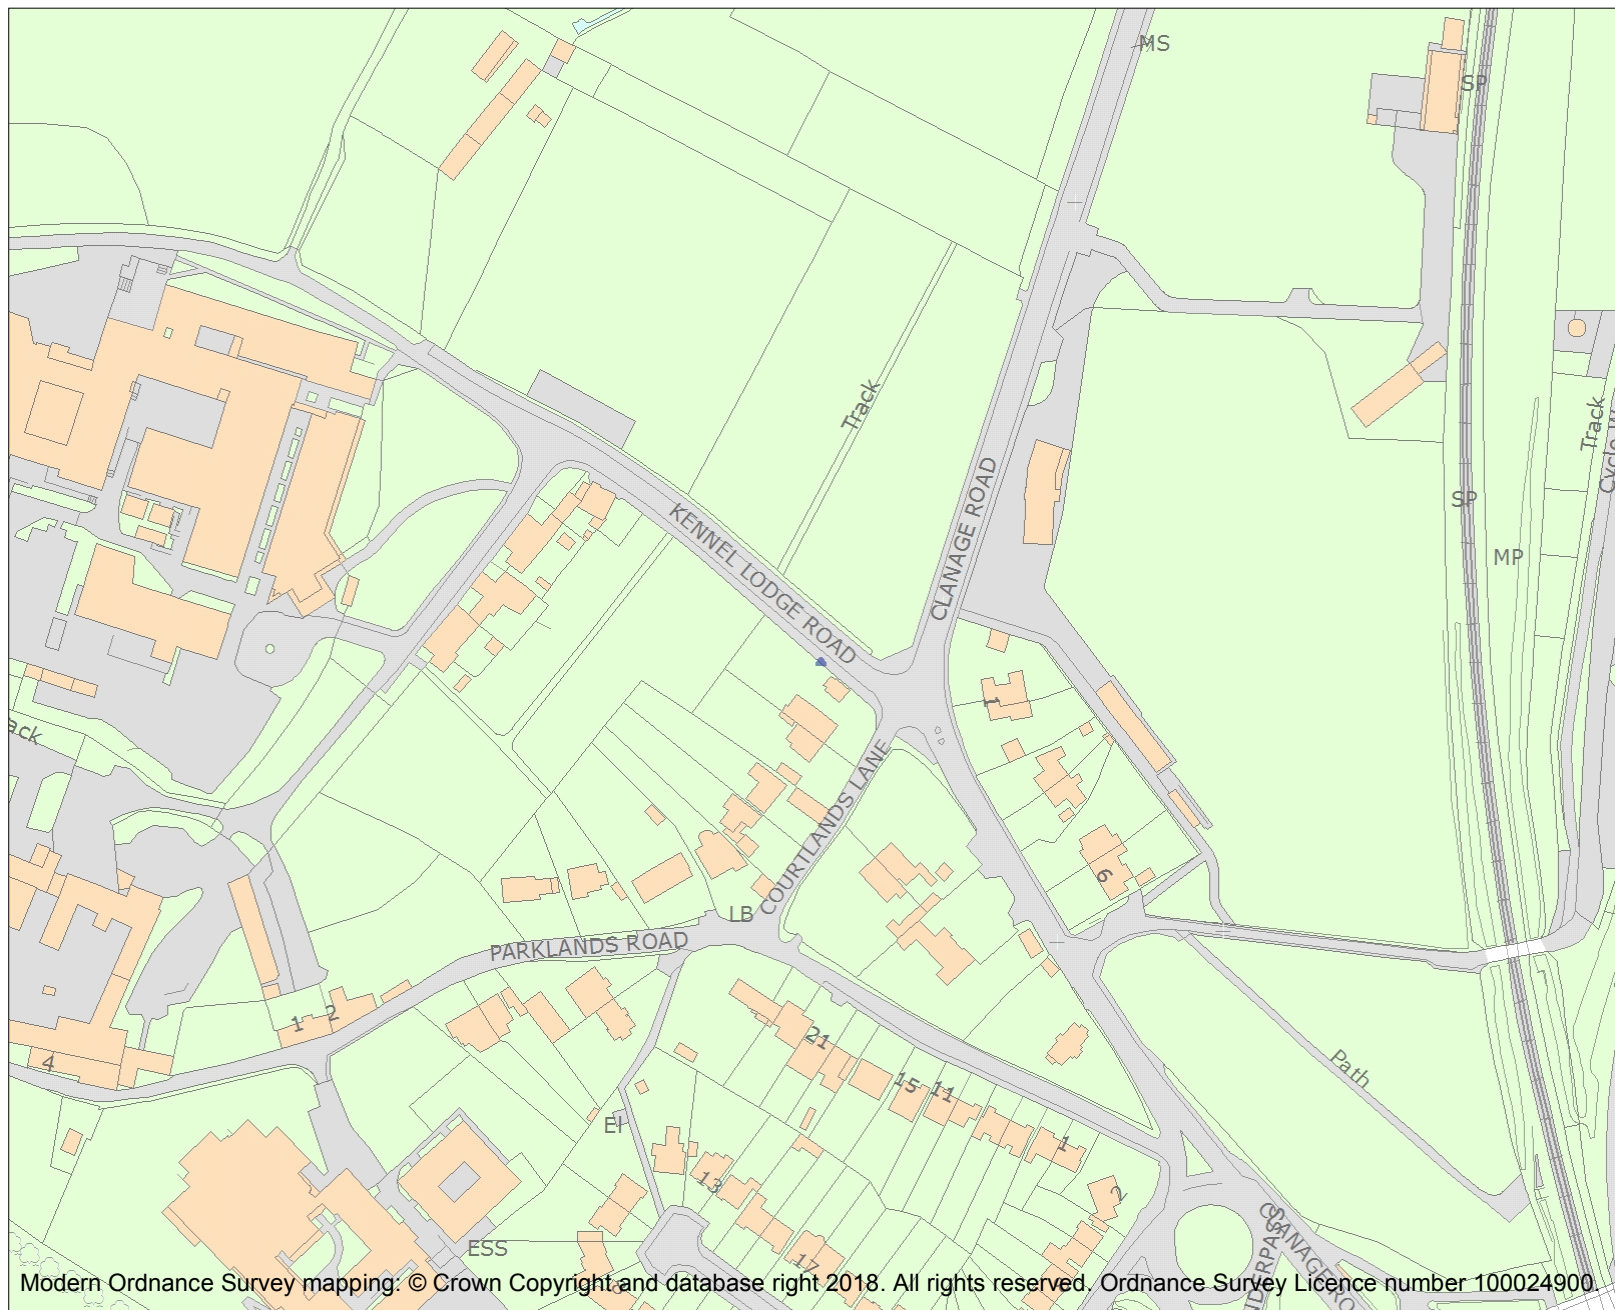 MS
SP
Track
Track
CLANAGE ROAD
SP
KENNEL LODGE ROAD
MP
1
COURTLANDS LANE
6
LB
PARKLANDS ROAD
1
2
21
4
15
11
Path
EI
1
13
2
ESS
17
Modern Ordnance Survey mapping: © Crown Copyright and database right 2018. All rights reserved. Ordnance Survey Licence number 100024900.